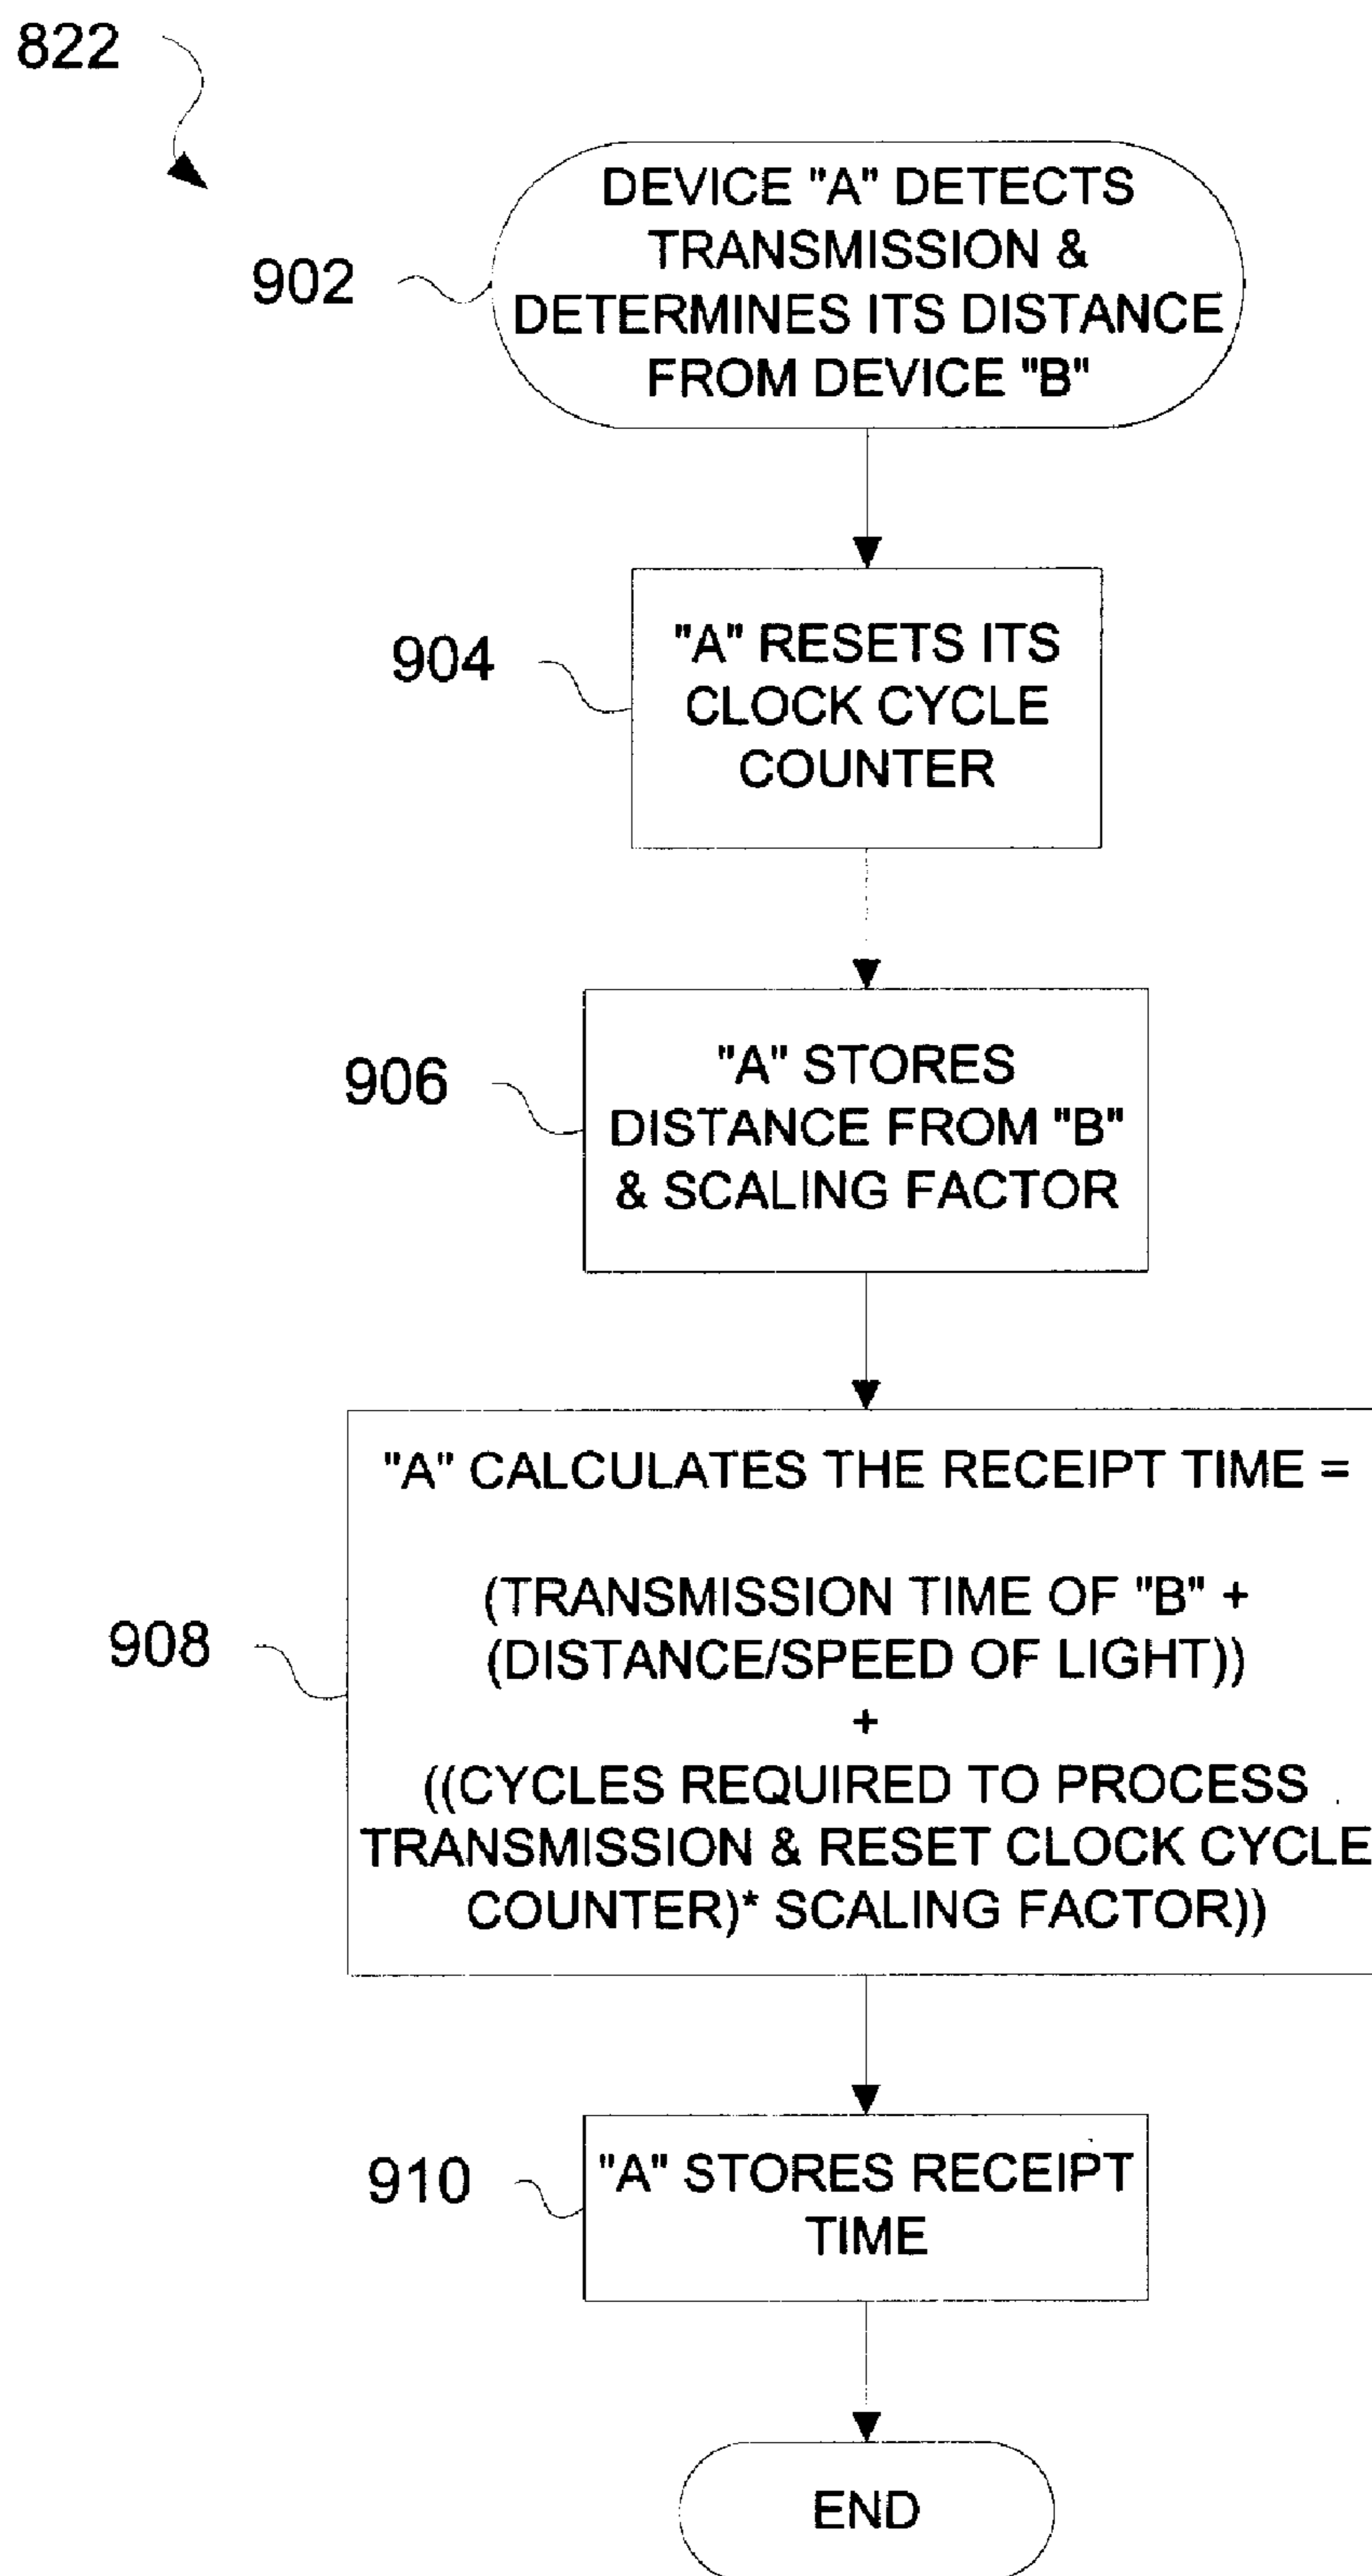 822
902
DEVICE "A" DETECTS
TRANSMISSION &
DETERMINES ITS DISTANCE
FROM DEVICE "B"
904
"A" RESETS ITS
CLOCK CYCLE
COUNTER
906
"A" STORES
DISTANCE FROM "B"
& SCALING FACTOR
908
"A" CALCULATES THE RECEIPT TIME =
(TRANSMISSION TIME OF "B" +
(DISTANCE/SPEED OF LIGHT))
+
((CYCLES REQUIRED TO PROCESS
TRANSMISSION & RESET CLOCK CYCLE
COUNTER)* SCALING FACTOR))
910
"A" STORES RECEIPT
TIME
END